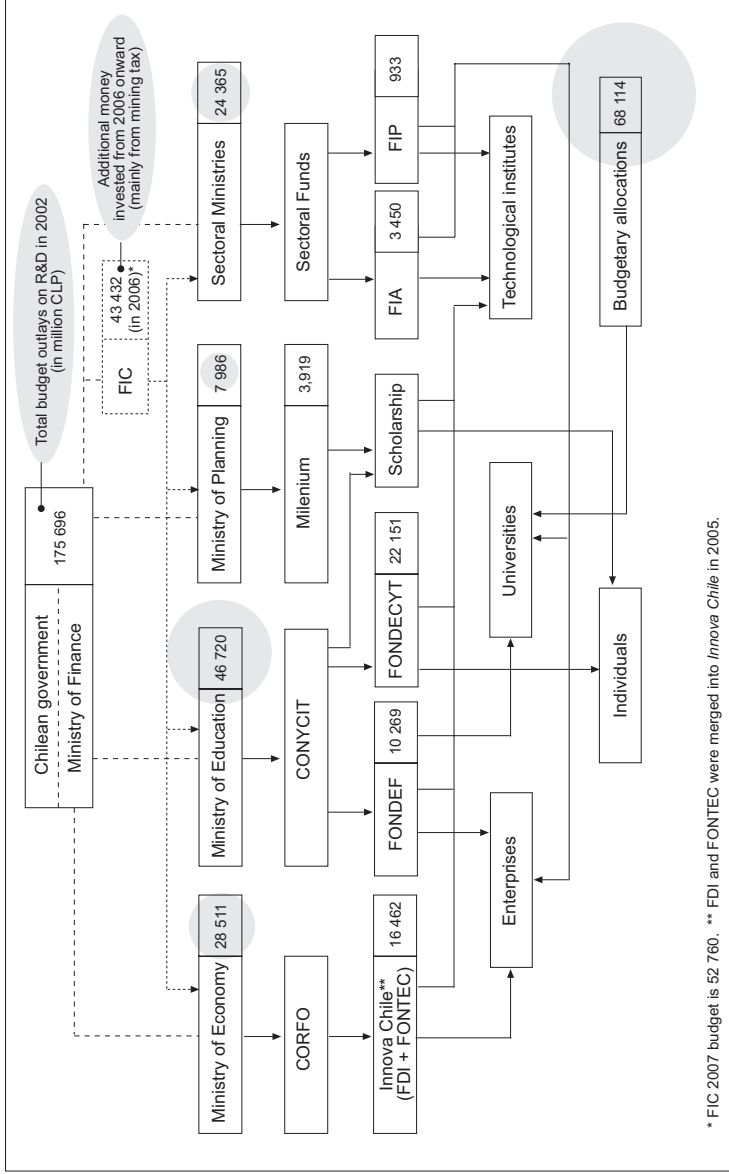 Chilean government
Ministry of Finance
175 696
Total budget outlays on R&D in 2002
(in million CLP)
FIC
43 432
(in 2006)*
Additional money
invested from 2006 onward
(mainly from mining tax)
Ministry of Economy
28 511
Ministry of Education
46 720
Ministry of Planning
7 986
Sectoral Ministries
24 365
CORFO
CONYCIT
Milenium
3,919
Sectoral Funds
Innova Chile**
(FDI + FONTEC)
16 462
FONDEF
10 269
FONDECYT
22 151
Scholarship
FIA
3 450
FIP
933
Enterprises
Universities
Technological institutes
Individuals
Budgetary allocations
68 114
* FIC 2007 budget is 52 760. ** FDI and FONTEC were merged into Innova Chile in 2005.